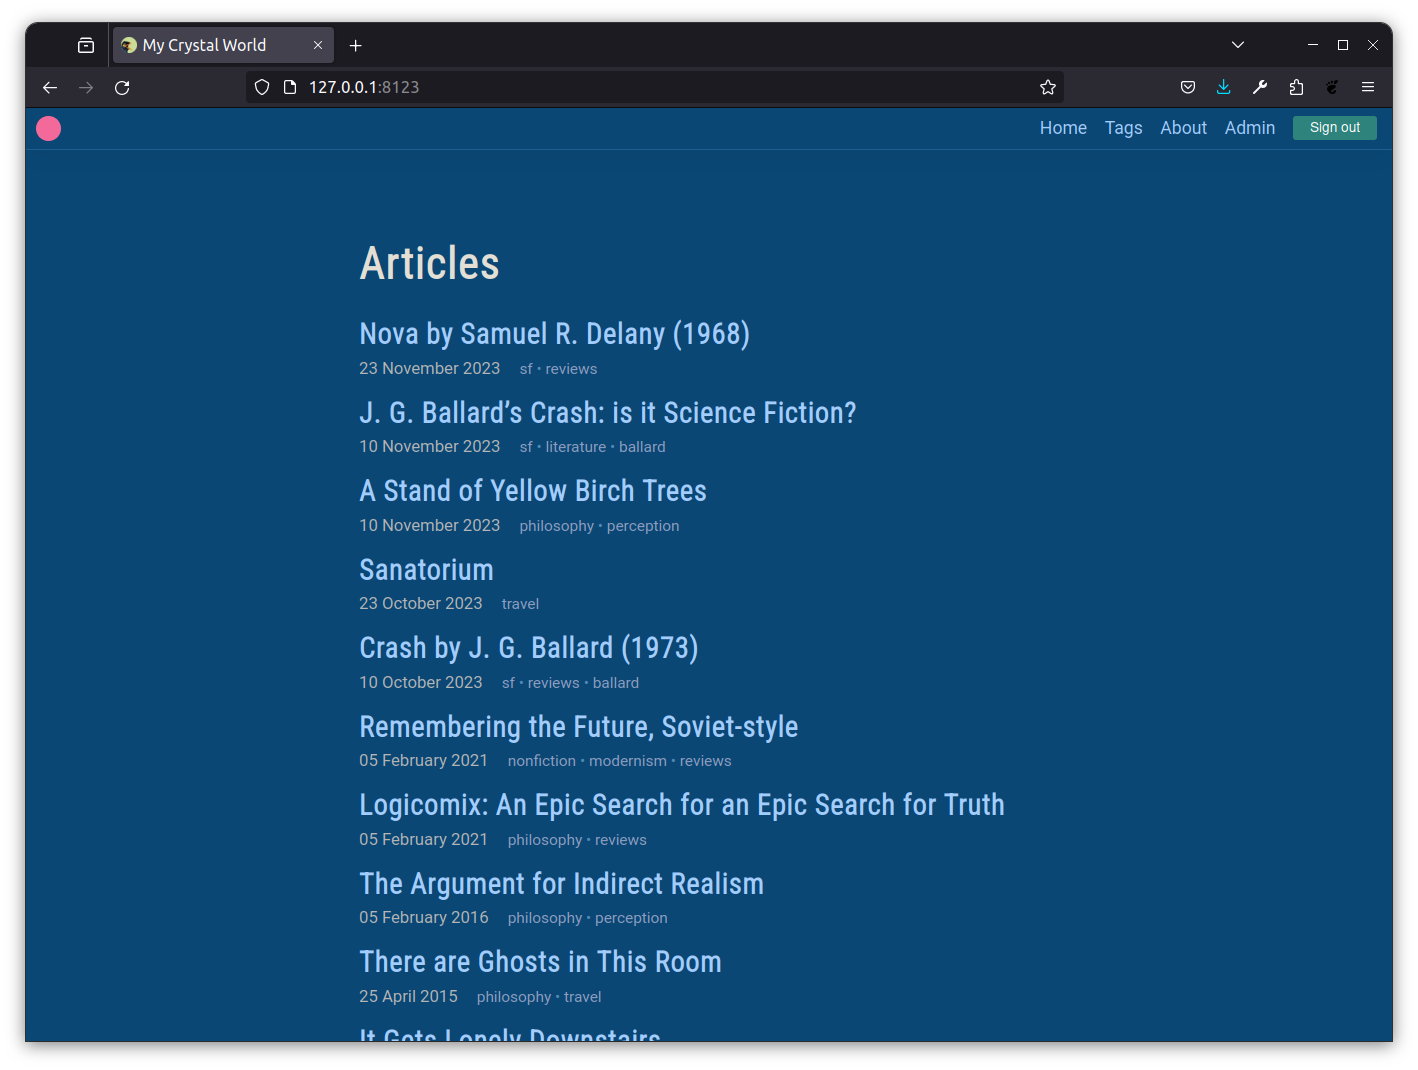 My Crystal World
127.0.0.1:8123
Home Tags About Admin Sign out
Articles
Nova by Samuel R. Delany (1968)
23 November 2023 sf • reviews
J. G. Ballard’s Crash: is it Science Fiction?
10 November 2023 sf • literature • ballard
A Stand of Yellow Birch Trees
10 November 2023 philosophy • perception
Sanatorium
23 October 2023 travel
Crash by J. G. Ballard (1973)
10 October 2023 sf • reviews • ballard
Remembering the Future, Soviet-style
05 February 2021 nonfiction • modernism • reviews
Logicomix: An Epic Search for an Epic Search for Truth
05 February 2021 philosophy • reviews
The Argument for Indirect Realism
05 February 2016 philosophy • perception
There are Ghosts in This Room
25 April 2015 philosophy • travel
It Gets Lonely Downstairs